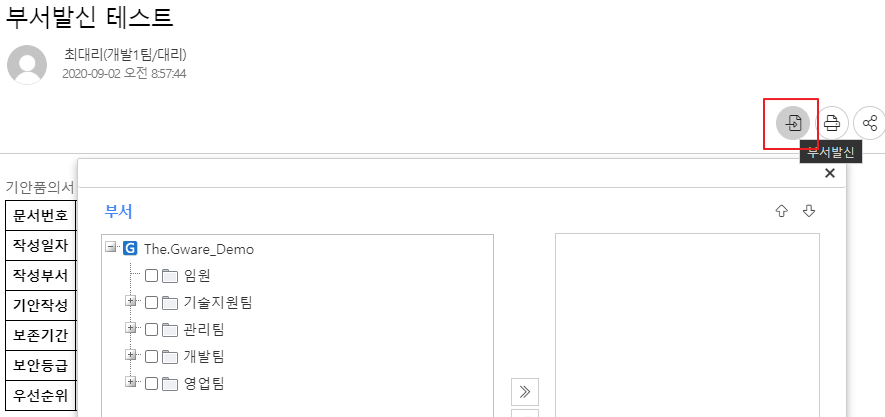 부서발신 테스트
최대리(개발1팀/대리)
2020-09-02 오전 8:57:44
부서발신
기안품의서
문서번호
작성일자
작성부서
기안작성
보존기간
보안등급
우선순위
부서
The.Gware_Demo
임원
기술지원팀
관리팀
개발팀
영업팀